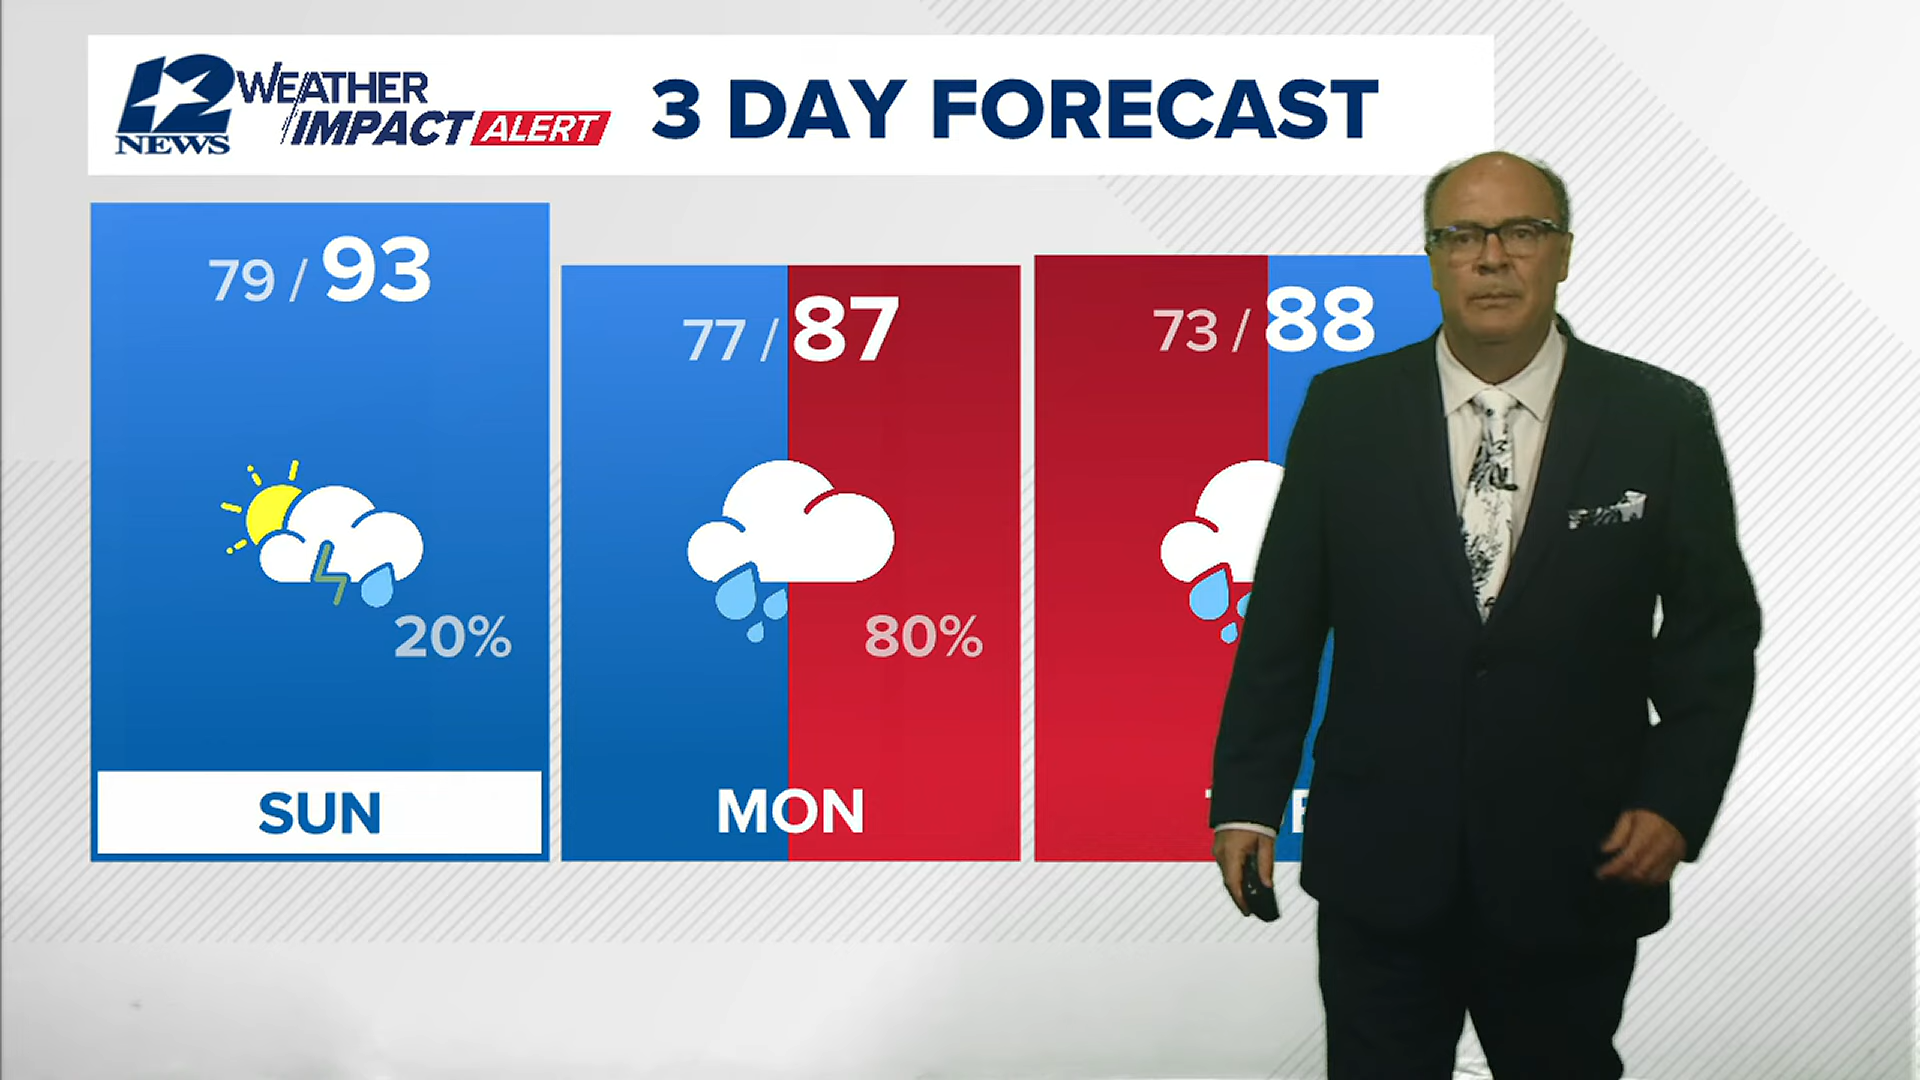 12 NEWS
WEATHER IMPACT ALERT
3 DAY FORECAST
79 / 93
77 / 87
73 / 88
20%
80%
SUN
MON